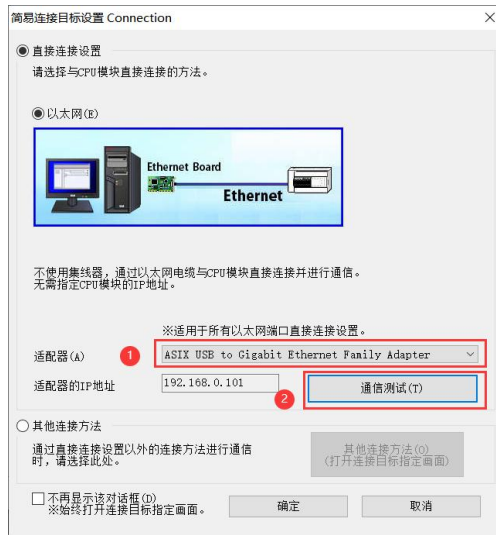 简易连接目标设置 Connection
直接连接设置
请选择与CPU模块直接连接的方法。
以太网(E)
Ethernet Board
Ethernet
不使用集线器，通过以太网电缆与CPU模块直接连接并进行通信。
无需指定CPU模块的IP地址。
※适用于所有以太网端口直接连接设置。
适配器(A)
1
ASIX USB to Gigabit Ethernet Family Adapter
适配器的IP地址
192.168.0.101
2
通信测试(T)
其他连接方法
通过直接连接设置以外的连接方法进行通信
时，请选择此处。
其他连接方法(O)
(打开连接目标指定画面)
不再显示该对话框(D)
※始终打开连接目标指定画面。
确定
取消